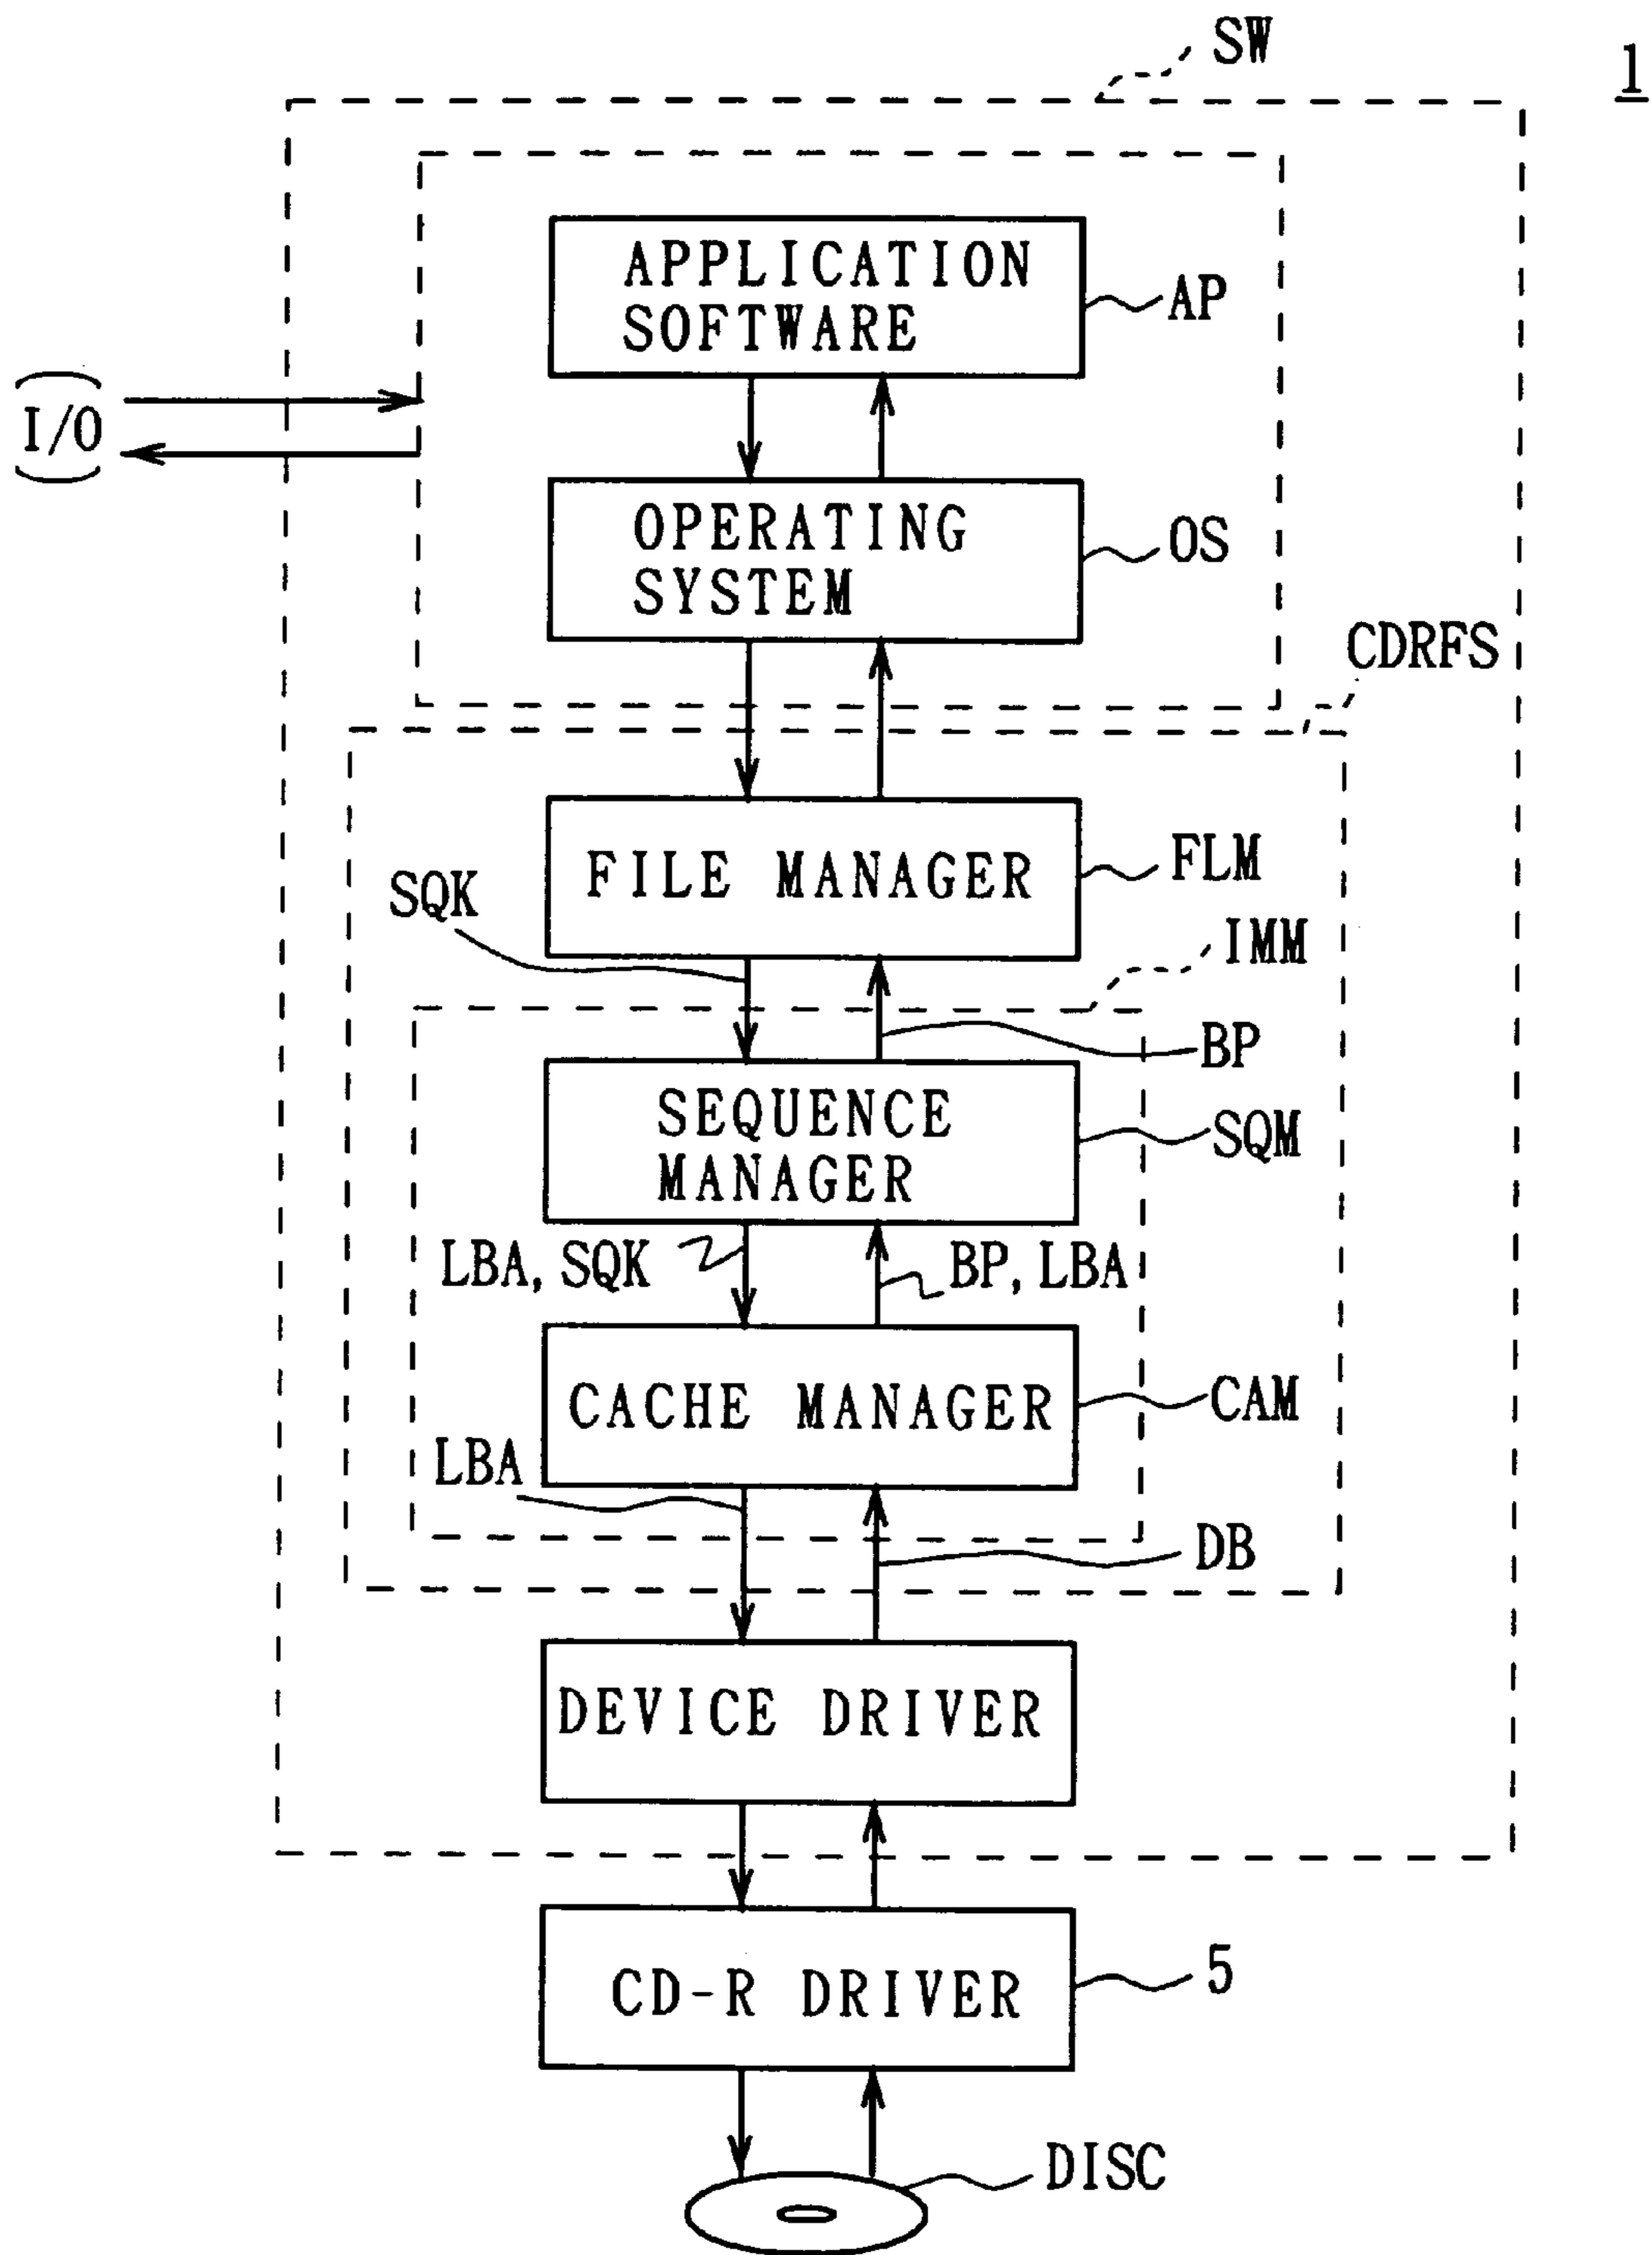 SW
1
APPLICATION
SOFTWARE
AP
(I/O)
OPERATING
SYSTEM
OS
CDRFS
FILE MANAGER
FLM
SQK
IMM
BP
SEQUENCE
MANAGER
SQM
LBA, SQK
BP, LBA
CACHE MANAGER
CAM
LBA
DB
DEVICE DRIVER
CD-R DRIVER
5
DISC